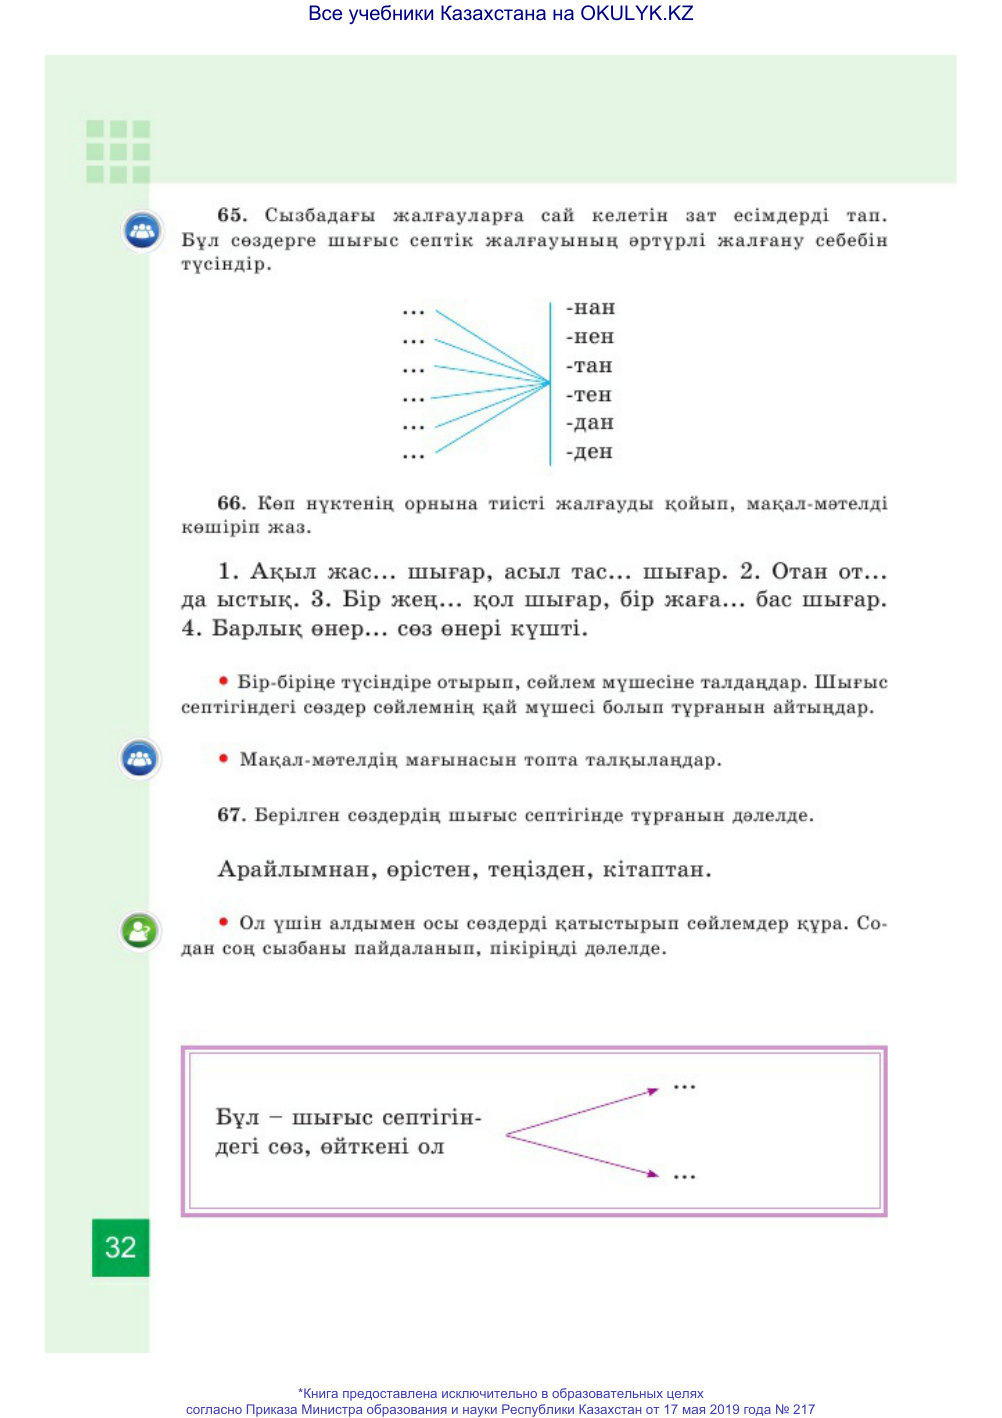 Все учебники Казахстана на OKULYK.KZ
65. Сызбадағы жалғауларға сай келетін зат есімдерді тап.
Бұл сөздерге шығыс септік жалғауының әртүрлі жалғану себебін
түсіндір.
... -нан
... -нен
... -тан
... -тен
... -дан
... -ден
66. Көп нүктенің орнына тиісті жалғауды қойып, мақал-мәтелді
көшіріп жаз.
1. Ақыл жас... шығар, асыл тас... шығар. 2. Отан от...
да ыстық. 3. Бір жең... қол шығар, бір жаға... бас шығар.
4. Барлық өнер... сөз өнері күшті.
• Бір-біріңе түсіндіре отырып, сөйлем мүшесіне талдаңдар. Шығыс
септігіндегі сөздер сөйлемнің қай мүшесі болып тұрғанын айтыңдар.
• Мақал-мәтелдің мағынасын топта талқылаңдар.
67. Берілген сөздердің шығыс септігінде тұрғанын дәлелде.
Арайлымнан, өрістен, теңізден, кітаптан.
• Ол үшін алдымен осы сөздерді қатыстырып сөйлемдер құра. Со-
дан соң сызбаны пайдаланып, пікіріңді дәлелде.
...
Бұл – шығыс септігін-
дегі сөз, өйткені ол
...
32
*Книга предоставлена исключительно в образовательных целях
согласно Приказа Министра образования и науки Республики Казахстан от 17 мая 2019 года № 217